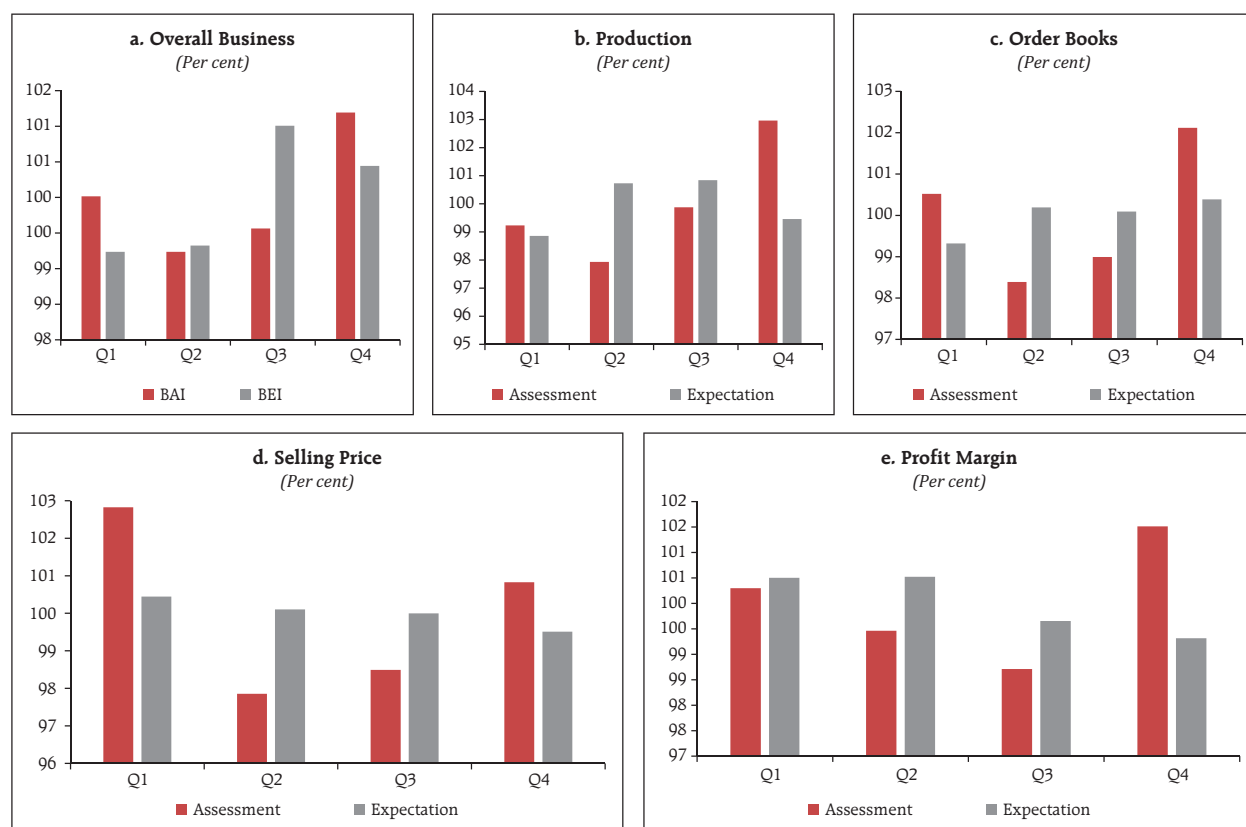 a. Overall Business
(Per cent)
102
101
101
100
100
99
99
98
Q1 Q2 Q3 Q4
BAI BEI
b. Production
(Per cent)
104
103
102
101
100
99
98
97
96
95
Q1 Q2 Q3 Q4
Assessment Expectation
c. Order Books
(Per cent)
103
102
101
100
99
98
97
Q1 Q2 Q3 Q4
Assessment Expectation
d. Selling Price
(Per cent)
103
102
101
100
99
98
97
96
Q1 Q2 Q3 Q4
Assessment Expectation
e. Profit Margin
(Per cent)
102
102
101
101
100
100
99
99
98
98
97
Q1 Q2 Q3 Q4
Assessment Expectation